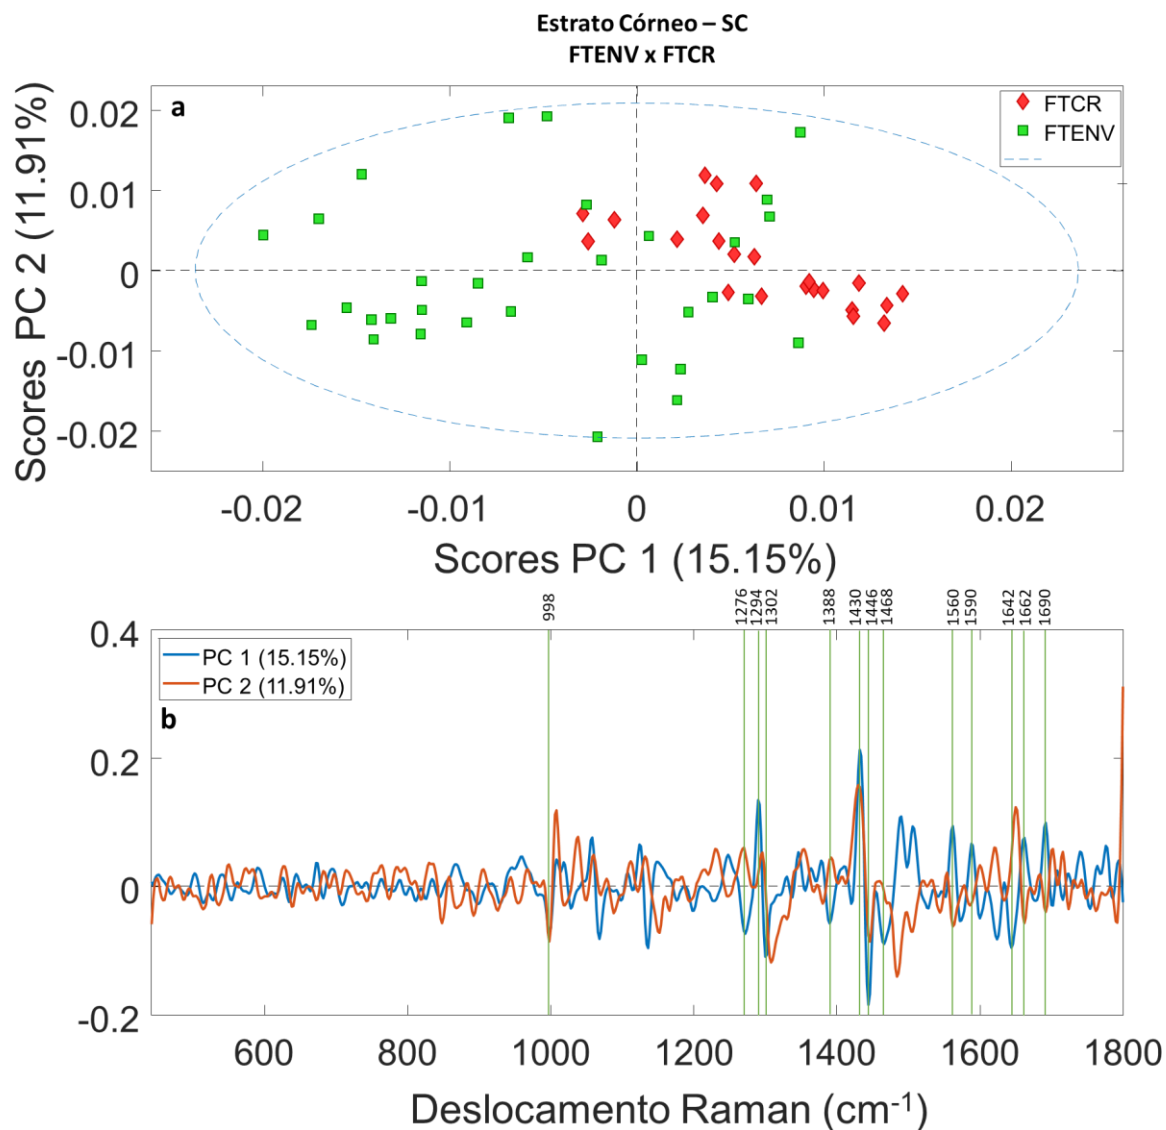 Estrato Córneo – SC
FTENV x FTCR
a
FTCR
FTENV
Scores PC 2 (11.91%)
0.02
0.01
0
-0.01
-0.02
-0.02 -0.01 0 0.01 0.02
Scores PC 1 (15.15%)
998 1276 1294 1302 1388 1430 1446 1468 1560 1590 1642 1662 1690
PC 1 (15.15%)
PC 2 (11.91%)
b
0.4
0.2
0
-0.2
600 800 1000 1200 1400 1600 1800
Deslocamento Raman (cm⁻¹)